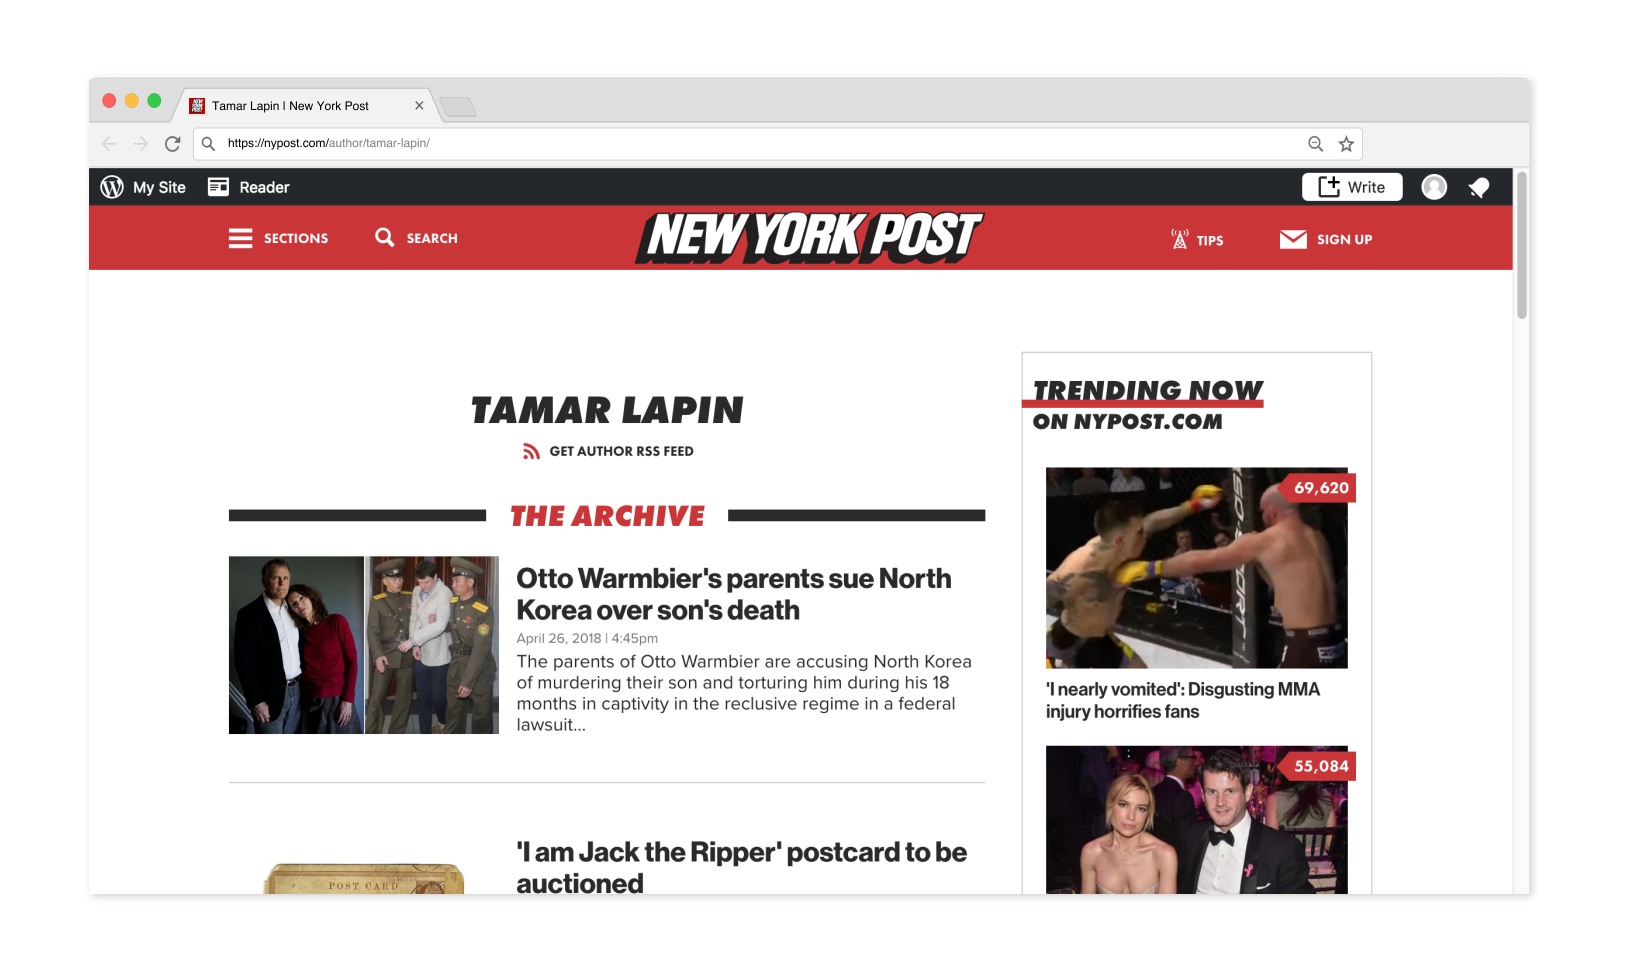 Tamar Lapin | New York Post
https://nypost.com/author/tamar-lapin/
My Site
Reader
Write
SECTIONS
SEARCH
NEW YORK POST
TIPS
SIGN UP
TAMAR LAPIN
GET AUTHOR RSS FEED
THE ARCHIVE
Otto Warmbier's parents sue North
Korea over son's death
April 26, 2018 | 4:45pm
The parents of Otto Warmbier are accusing North Korea
of murdering their son and torturing him during his 18
months in captivity in the reclusive regime in a federal
lawsuit...
POST CARD
'I am Jack the Ripper' postcard to be
auctioned
TRENDING NOW
ON NYPOST.COM
69,620
'I nearly vomited': Disgusting MMA
injury horrifies fans
55,084